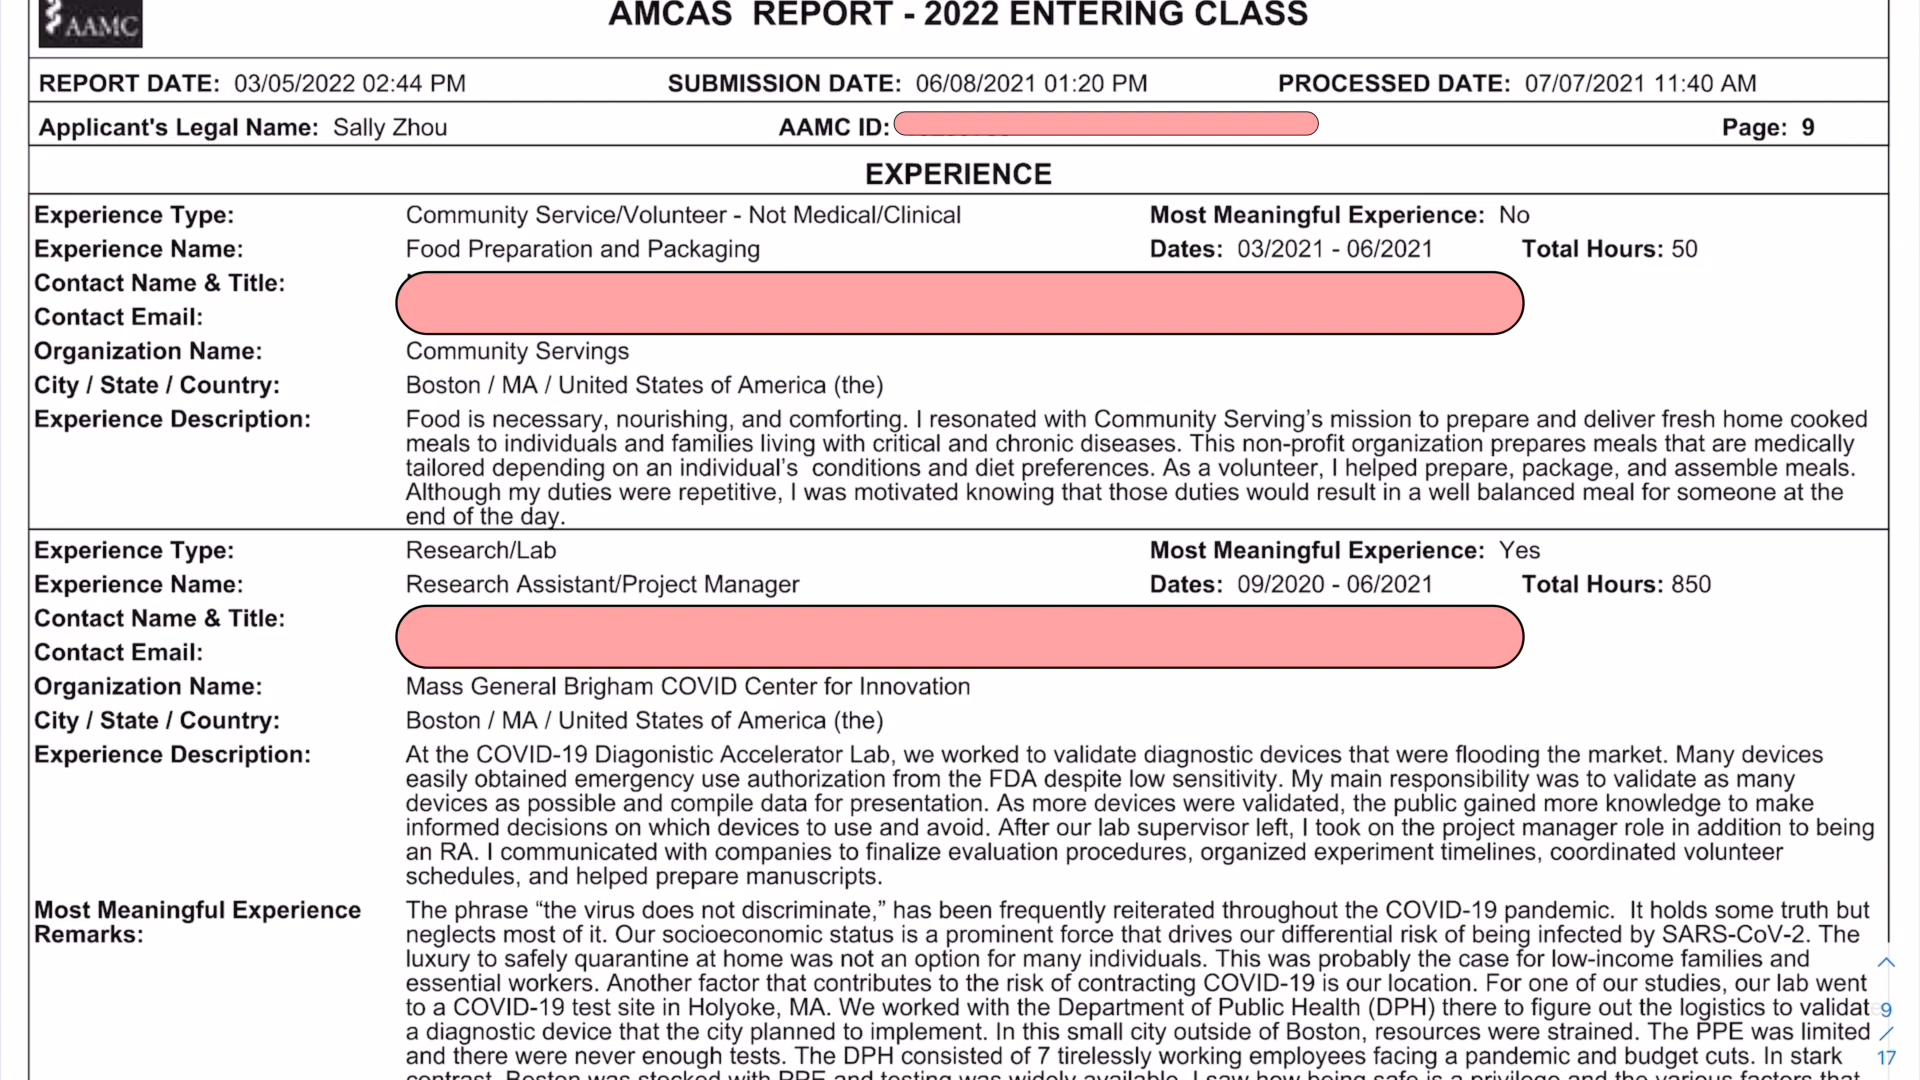 AAMC
AMCAS REPORT - 2022 ENTERING CLASS
REPORT DATE: 03/05/2022 02:44 PM SUBMISSION DATE: 06/08/2021 01:20 PM PROCESSED DATE: 07/07/2021 11:40 AM
Applicant's Legal Name: Sally Zhou AAMC ID: Page: 9
EXPERIENCE
Experience Type: Community Service/Volunteer - Not Medical/Clinical Most Meaningful Experience: No
Experience Name: Food Preparation and Packaging Dates: 03/2021 - 06/2021 Total Hours: 50
Contact Name & Title:
Contact Email:
Organization Name: Community Servings
City / State / Country: Boston / MA / United States of America (the)
Experience Description: Food is necessary, nourishing, and comforting. I resonated with Community Serving’s mission to prepare and deliver fresh home cooked
meals to individuals and families living with critical and chronic diseases. This non-profit organization prepares meals that are medically
tailored depending on an individual’s conditions and diet preferences. As a volunteer, I helped prepare, package, and assemble meals.
Although my duties were repetitive, I was motivated knowing that those duties would result in a well balanced meal for someone at the
end of the day.
Experience Type: Research/Lab Most Meaningful Experience: Yes
Experience Name: Research Assistant/Project Manager Dates: 09/2020 - 06/2021 Total Hours: 850
Contact Name & Title:
Contact Email:
Organization Name: Mass General Brigham COVID Center for Innovation
City / State / Country: Boston / MA / United States of America (the)
Experience Description: At the COVID-19 Diagonistic Accelerator Lab, we worked to validate diagnostic devices that were flooding the market. Many devices
easily obtained emergency use authorization from the FDA despite low sensitivity. My main responsibility was to validate as many
devices as possible and compile data for presentation. As more devices were validated, the public gained more knowledge to make
informed decisions on which devices to use and avoid. After our lab supervisor left, I took on the project manager role in addition to being
an RA. I communicated with companies to finalize evaluation procedures, organized experiment timelines, coordinated volunteer
schedules, and helped prepare manuscripts.
Most Meaningful Experience Remarks: The phrase “the virus does not discriminate,” has been frequently reiterated throughout the COVID-19 pandemic. It holds some truth but
neglects most of it. Our socioeconomic status is a prominent force that drives our differential risk of being infected by SARS-CoV-2. The
luxury to safely quarantine at home was not an option for many individuals. This was probably the case for low-income families and
essential workers. Another factor that contributes to the risk of contracting COVID-19 is our location. For one of our studies, our lab went
to a COVID-19 test site in Holyoke, MA. We worked with the Department of Public Health (DPH) there to figure out the logistics to validate
a diagnostic device that the city planned to implement. In this small city outside of Boston, resources were strained. The PPE was limited
and there were never enough tests. The DPH consisted of 7 tirelessly working employees facing a pandemic and budget cuts. In stark
contrast, Boston was stocked with PPE and testing was widely available. I saw how being safe is a privilege and the various factors that
9
/
17